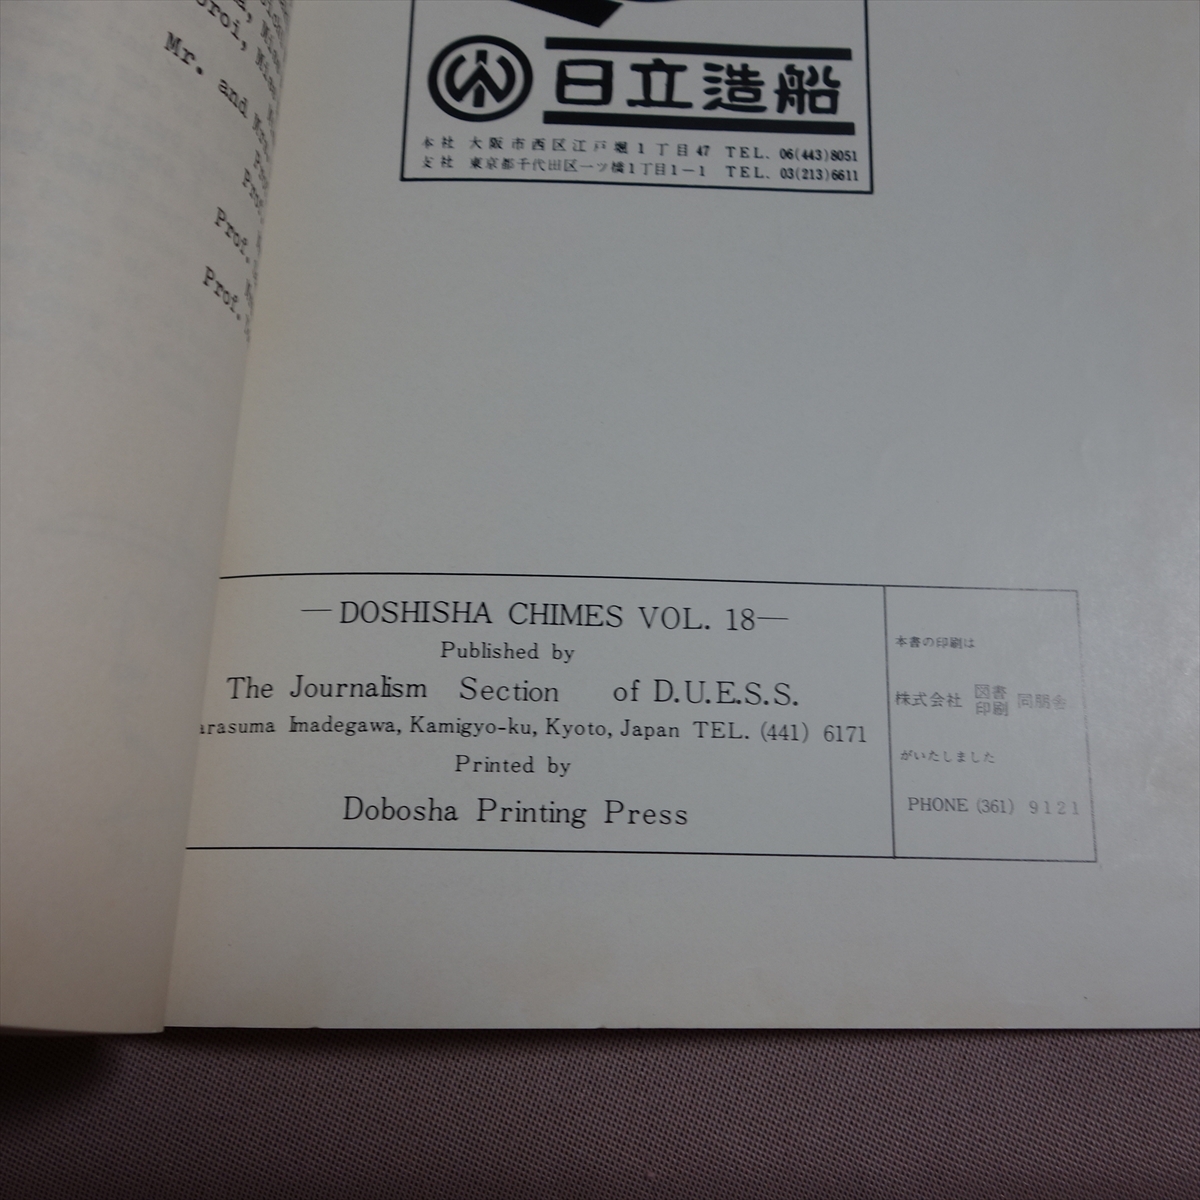 Mr. and
Prof.
Prof.
日立造船
本社 大阪市西区江戸堀1丁目47 TEL. 06(443)8051
支社 東京都千代田区一ツ橋1丁目1-1 TEL. 03(213)6611
—DOSHISHA CHIMES VOL. 18—
Published by
The Journalism Section of D.U.E.S.S.
arasuma Imadegawa, Kamigyo-ku, Kyoto, Japan TEL. (441) 6171
Printed by
Dobosha Printing Press
本書の印刷は
株式会社 図書印刷 同朋舎
がいたしました
PHONE (361) 9121